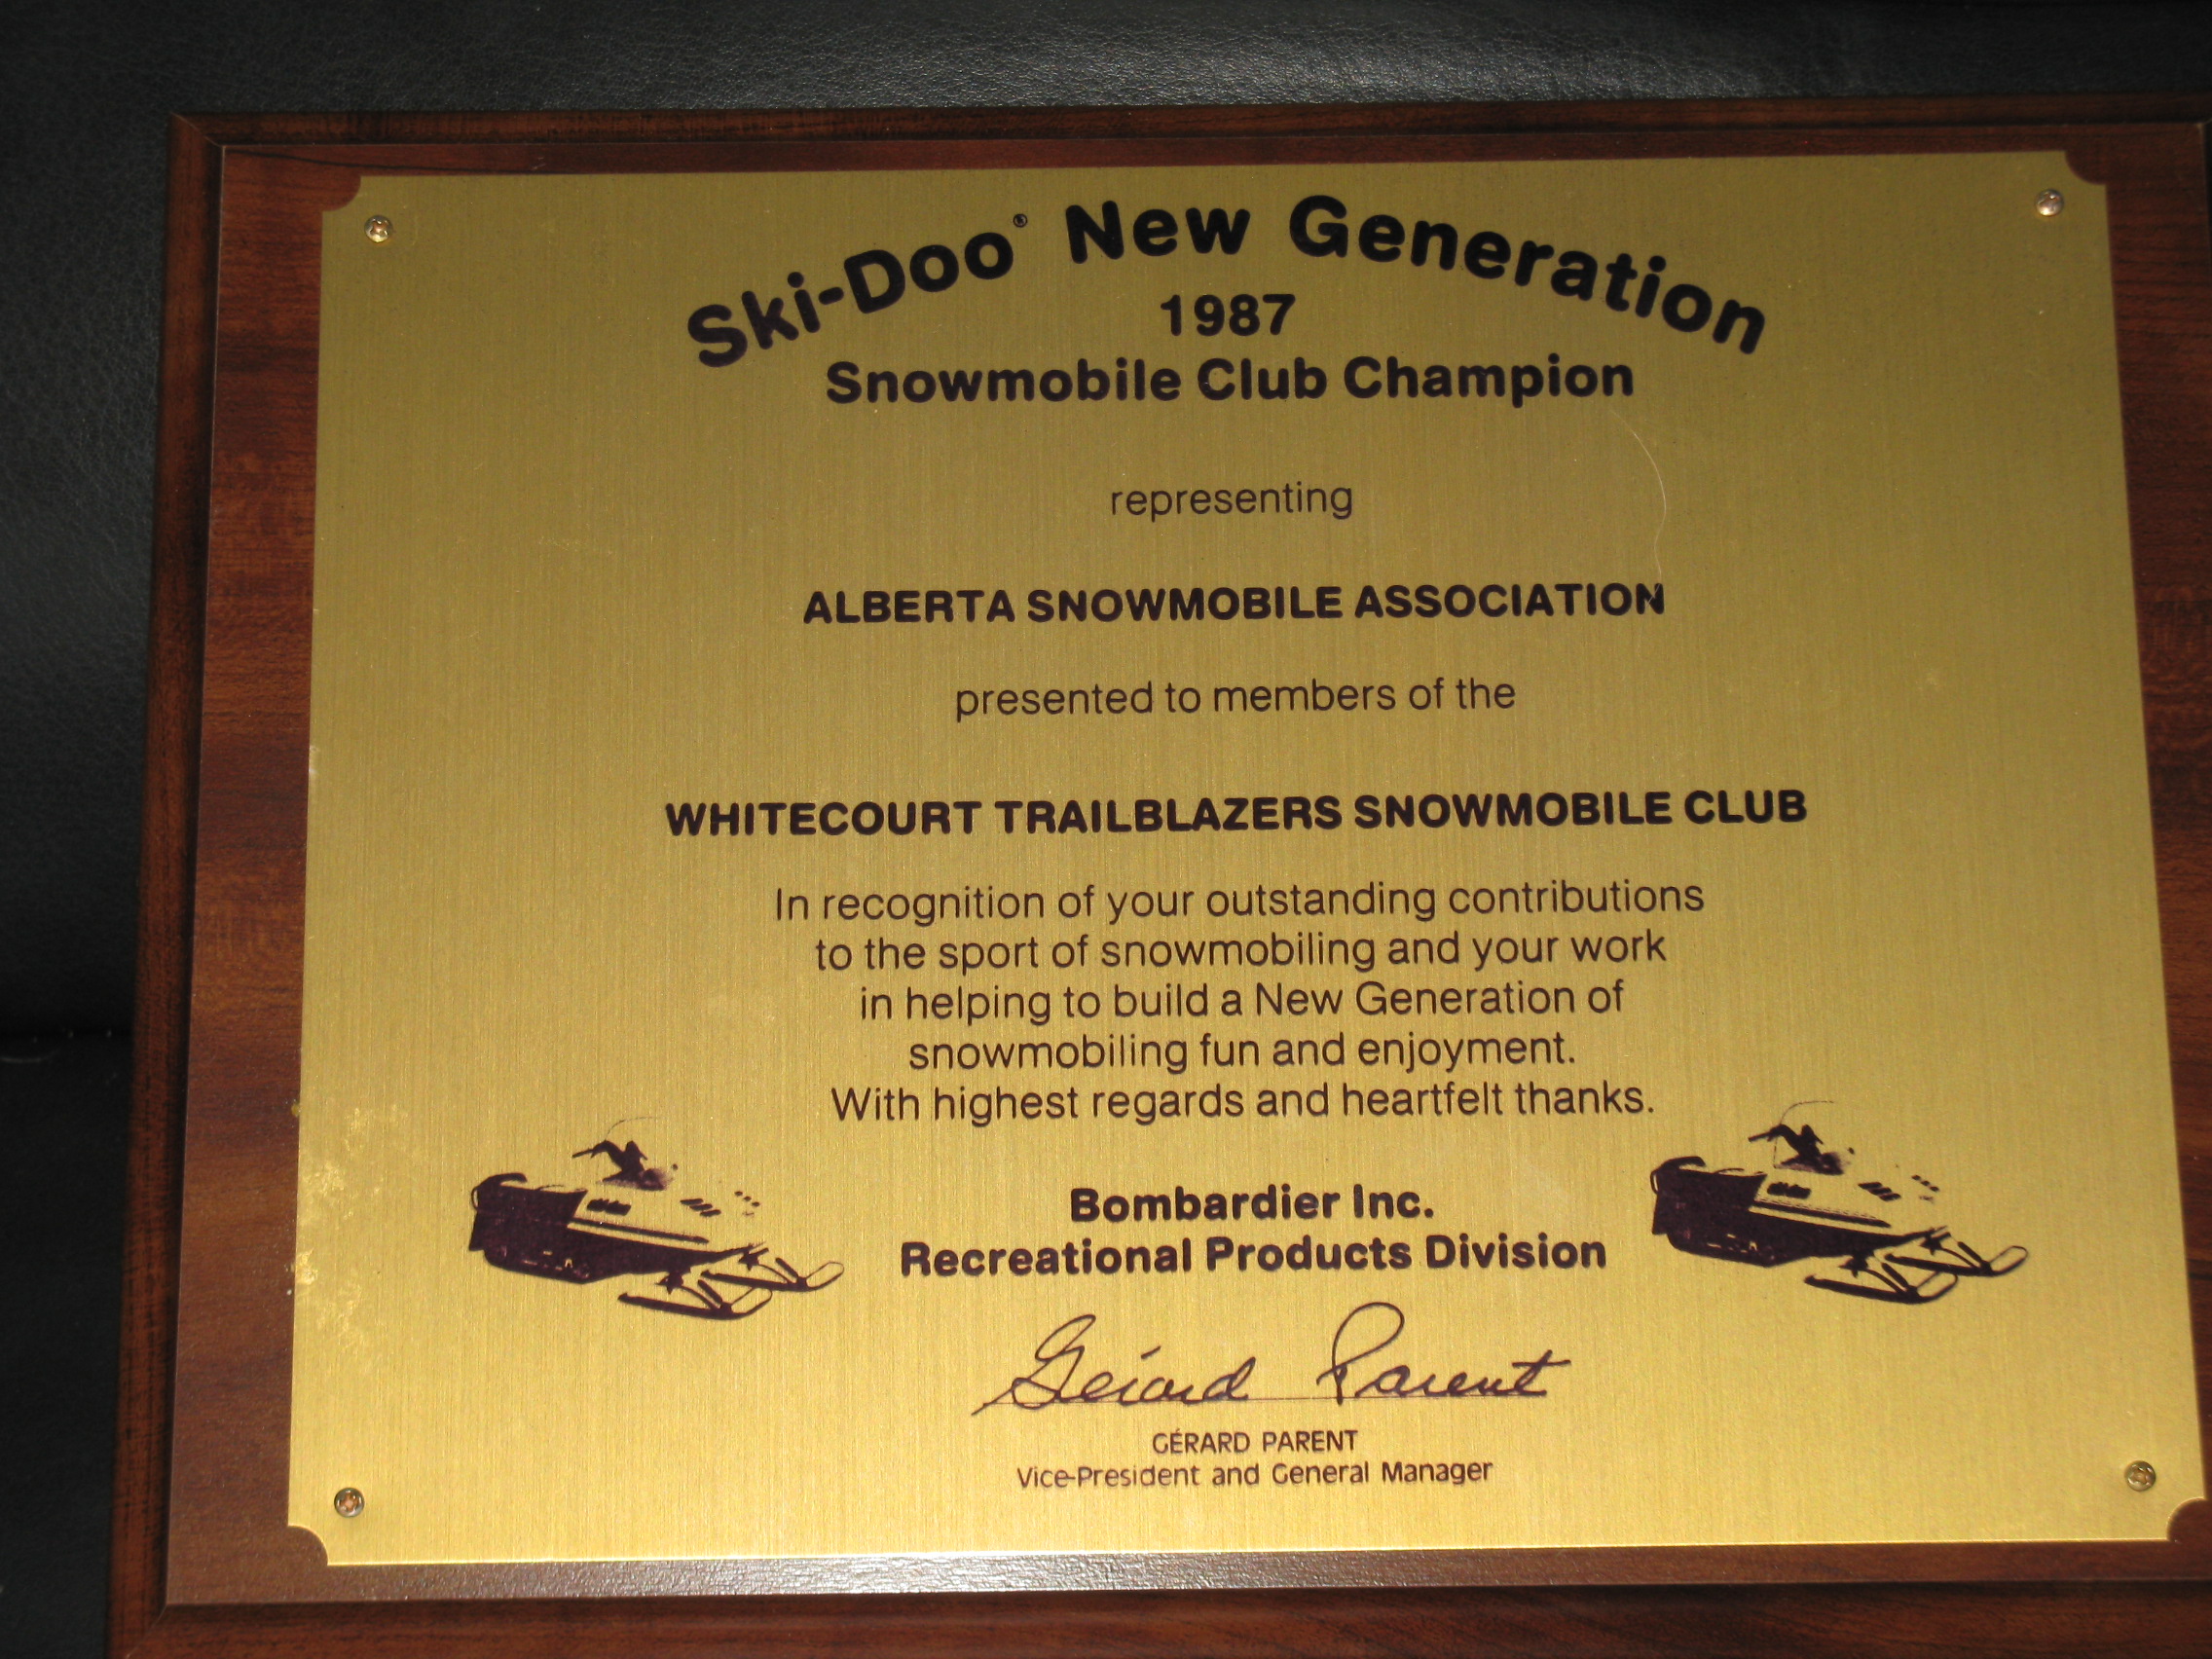 Ski-Doo® New Generation
1987
Snowmobile Club Champion
representing
ALBERTA SNOWMOBILE ASSOCIATION
presented to members of the
WHITECOURT TRAILBLAZERS SNOWMOBILE CLUB
In recognition of your outstanding contributions
to the sport of snowmobiling and your work
in helping to build a New Generation of
snowmobiling fun and enjoyment.
With highest regards and heartfelt thanks.
Bombardier Inc.
Recreational Products Division
Gérard Parent
GÉRARD PARENT
Vice-President and General Manager